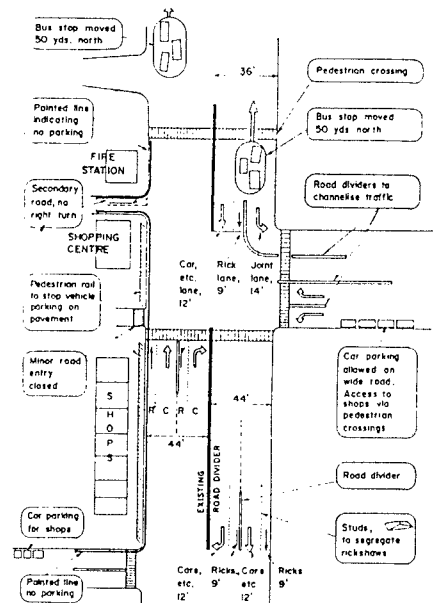 Bus stop moved
50 yds. north
36'
Pedestrian crossing
Painted line
indicating
no parking
Bus stop moved
50 yds north
FIRE
STATION
Secondary
road, no
right turn
Road dividers to
channelise traffic
SHOPPING
CENTRE
Car,
etc.
lane,
12'
Rick
lane,
9'
Joint
lane,
14'
Pedestrian rail
to stop vehicle
parking on
pavement
Minor road
entry
closed
Car parking
allowed on
wide road.
Access to
shops via
pedestrian
crossings
R C R C
44'
44'
SHOPS
EXISTING
ROAD DIVIDER
Road divider
Car parking
for shops
Studs,
to segregate
rickshaws
Painted line
no parking
Cars,
etc,
12'
Ricks,
9'
Cars
etc
12'
Ricks
9'